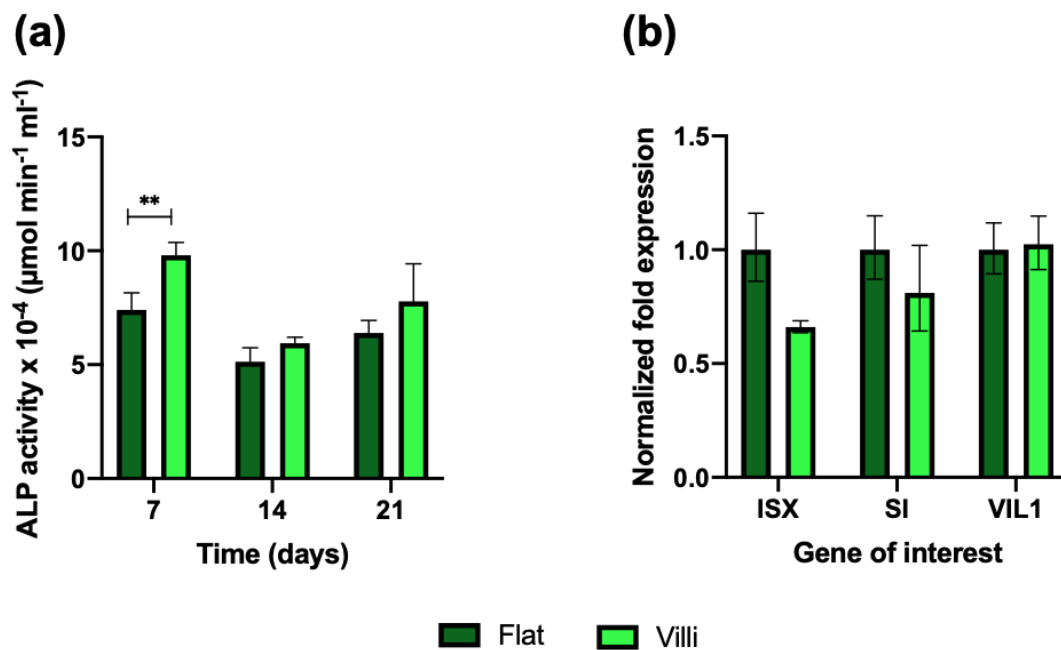 (a)
ALP activity x 10⁻⁴ (μmol min⁻¹ ml⁻¹)
15
10
5
0
**
7 14 21
Time (days)
(b)
Normalized fold expression
1.5
1.0
0.5
0.0
ISX SI VIL1
Gene of interest
Flat Villi